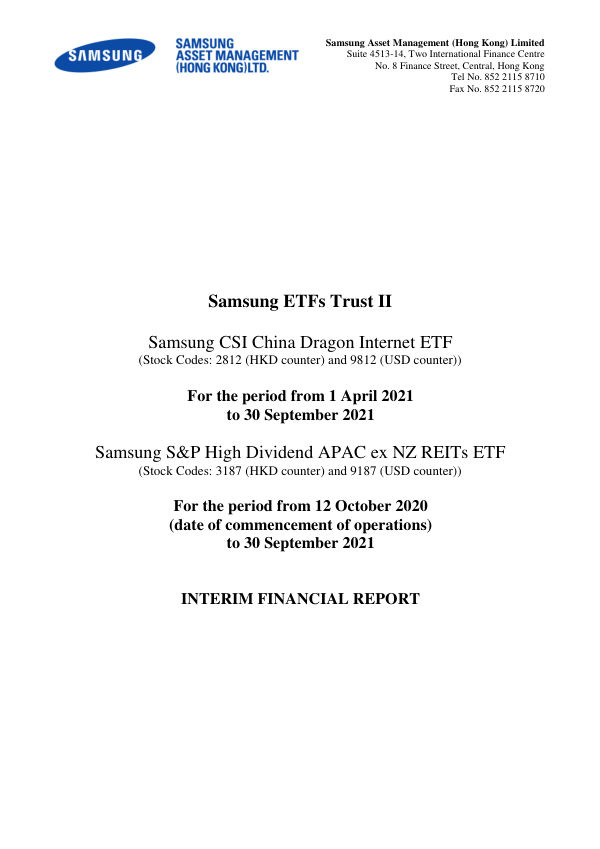 SAMSUNG
SAMSUNG
ASSET MANAGEMENT
(HONG KONG)LTD.
Samsung Asset Management (Hong Kong) Limited
Suite 4513-14, Two International Finance Centre
No. 8 Finance Street, Central, Hong Kong
Tel No. 852 2115 8710
Fax No. 852 2115 8720
Samsung ETFs Trust II
Samsung CSI China Dragon Internet ETF
(Stock Codes: 2812 (HKD counter) and 9812 (USD counter))
For the period from 1 April 2021
to 30 September 2021
Samsung S&P High Dividend APAC ex NZ REITs ETF
(Stock Codes: 3187 (HKD counter) and 9187 (USD counter))
For the period from 12 October 2020
(date of commencement of operations)
to 30 September 2021
INTERIM FINANCIAL REPORT